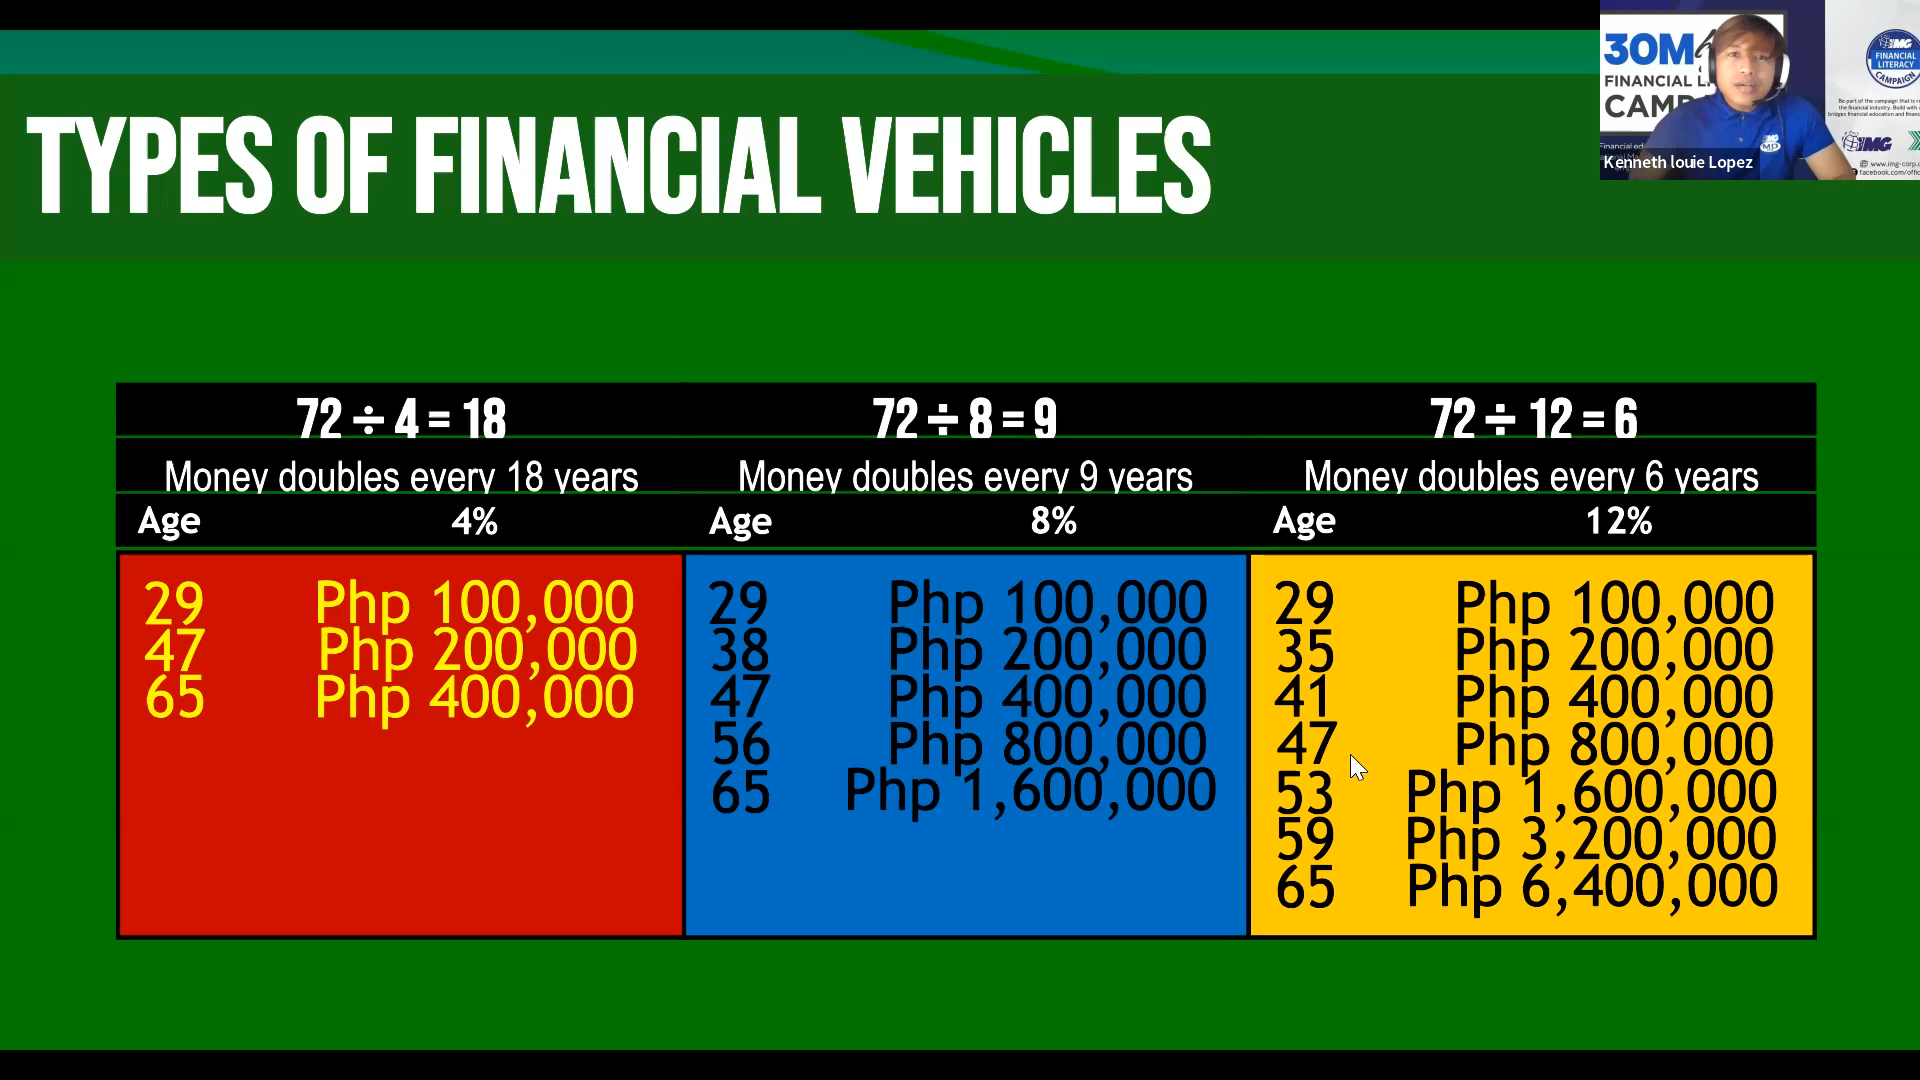 TYPES OF FINANCIAL VEHICLES
30M
FINANCIAL
IMG
FINANCIAL
LITERACY
CAMPAIGN
IMG
MD
IMG
Kenneth louie Lopez
72 ÷ 4 = 18
72 ÷ 8 = 9
72 ÷ 12 = 6
Money doubles every 18 years
Money doubles every 9 years
Money doubles every 6 years
Age 4%
Age 8%
Age 12%
29 Php 100,000
47 Php 200,000
65 Php 400,000
29 Php 100,000
38 Php 200,000
47 Php 400,000
56 Php 800,000
65 Php 1,600,000
29 Php 100,000
35 Php 200,000
41 Php 400,000
47 Php 800,000
53 Php 1,600,000
59 Php 3,200,000
65 Php 6,400,000